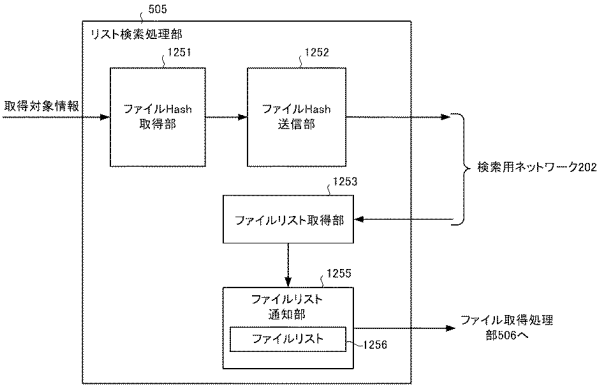 505
リスト検索処理部
1251
1252
取得対象情報
ファイルHash
取得部
ファイルHash
送信部
検索用ネットワーク202
1253
ファイルリスト取得部
1255
ファイルリスト
通知部
ファイルリスト
1256
ファイル取得処理
部506へ